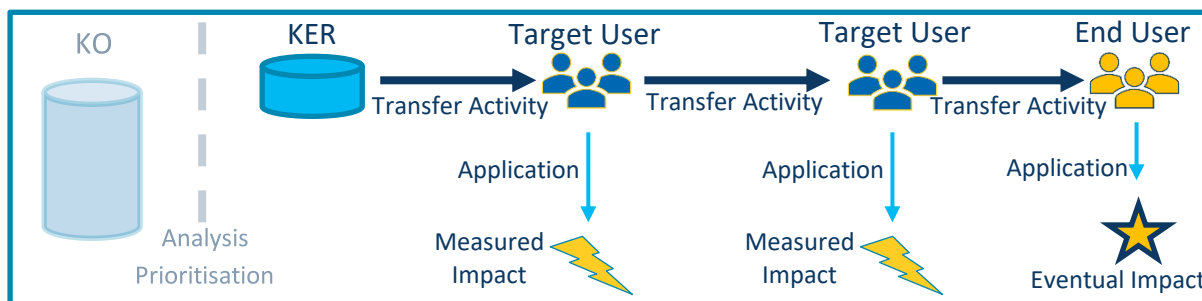 KO
KER
Target User
Target User
End User
Transfer Activity
Transfer Activity
Transfer Activity
Application
Application
Application
Analysis
Prioritisation
Measured
Impact
Measured
Impact
Eventual Impact